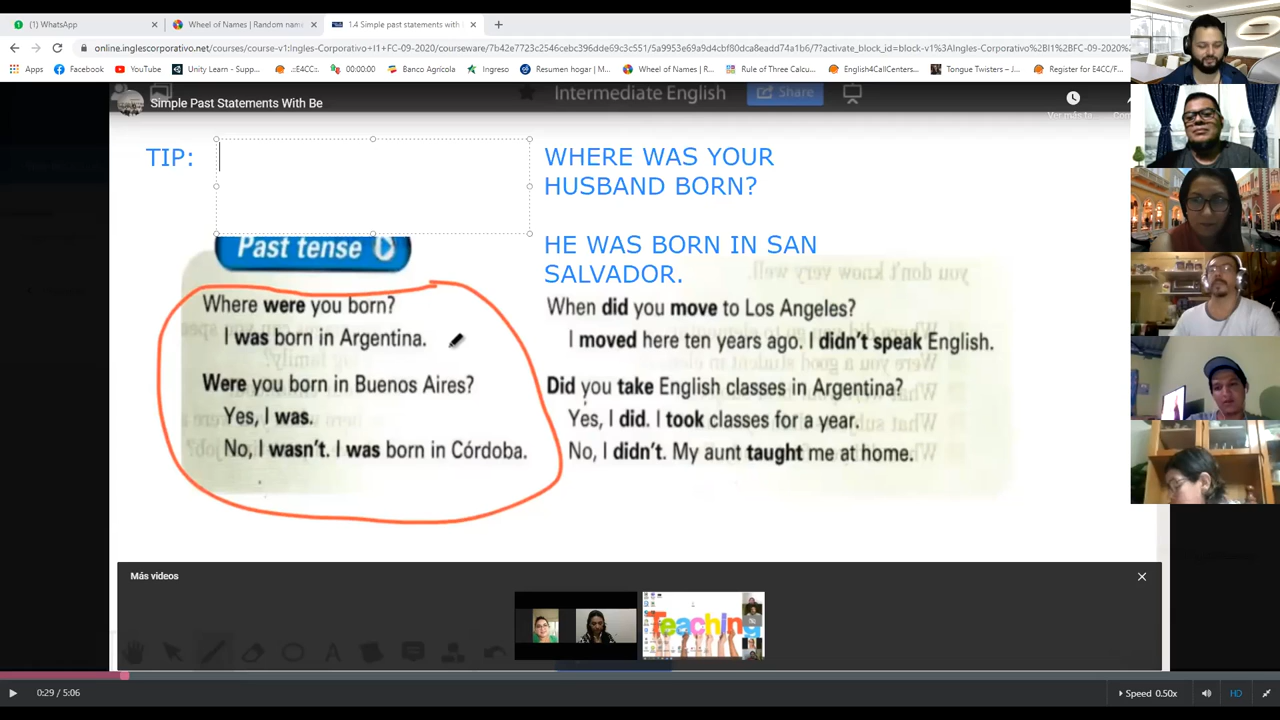 (1) WhatsApp
Wheel of Names | Random name
1.4 Simple past statements with
online.inglescorporativo.net/courses/course-v1:Ingles-Corporativo+I1+FC-09-2020/courseware/7b42e7723c2546cebc396dde69c3c551/5a9953e69a9d4cbf80dca8eadd74a1b6/7?activate_block_id=block-v1%3AIngles-Corporativo%2BI1%2BFC-09-2020%
Apps
Facebook
YouTube
Unity Learn - Supp...
.:E4CC:.
00:00:00
Banco Agrícola
Ingreso
Resumen hogar | M...
Wheel of Names | R...
Rule of Three Calcu...
English4CallCenters...
Tongue Twisters – J...
Register for E4CC/F...
Simple Past Statements With Be
Intermediate English
Share
Ver más ta...
TIP:
WHERE WAS YOUR
HUSBAND BORN?
HE WAS BORN IN SAN
SALVADOR.
Past tense
Where were you born?
I was born in Argentina.
Were you born in Buenos Aires?
Yes, I was.
No, I wasn't. I was born in Córdoba.
When did you move to Los Angeles?
I moved here ten years ago. I didn't speak English.
Did you take English classes in Argentina?
Yes, I did. I took classes for a year.
No, I didn't. My aunt taught me at home.
Más videos
Teaching
0:29 / 5:06
Speed 0.50x
HD